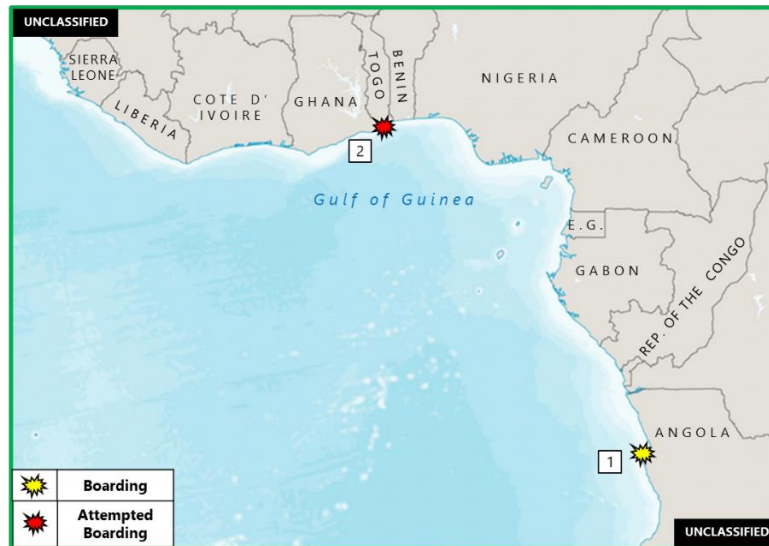 UNCLASSIFIED
SIERRA
LEONE
LIBERIA
COTE D'
IVOIRE
GHANA
TOGO
BENIN
NIGERIA
CAMEROON
2
Gulf of Guinea
E.G.
GABON
REP. OF THE CONGO
ANGOLA
1
Boarding
Attempted
Boarding
UNCLASSIFIED